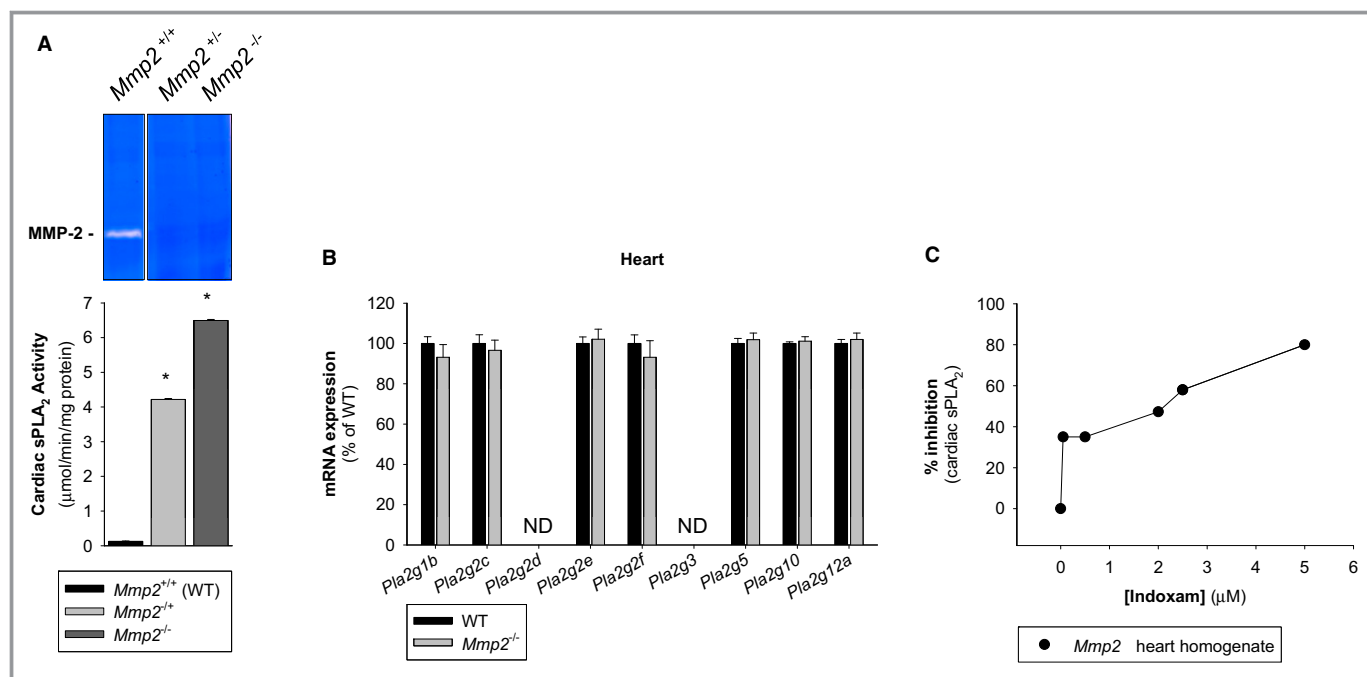 A
Mmp2 +/+
Mmp2 +/-
Mmp2 -/-
MMP-2 -
Cardiac sPLA2 Activity
(μmol/min/mg protein)
7
6
5
4
3
2
1
0
*
*
Mmp2+/+ (WT)
Mmp2-/+
Mmp2-/-
B
Heart
mRNA expression
(% of WT)
120
100
80
60
40
20
0
ND
ND
Pla2g1b
Pla2g2c
Pla2g2d
Pla2g2e
Pla2g2f
Pla2g3
Pla2g5
Pla2g10
Pla2g12a
WT
Mmp2-/-
C
% inhibition
(cardiac sPLA2)
100
80
60
40
20
0
0 1 2 3 4 5 6
[Indoxam] (μM)
Mmp2 heart homogenate